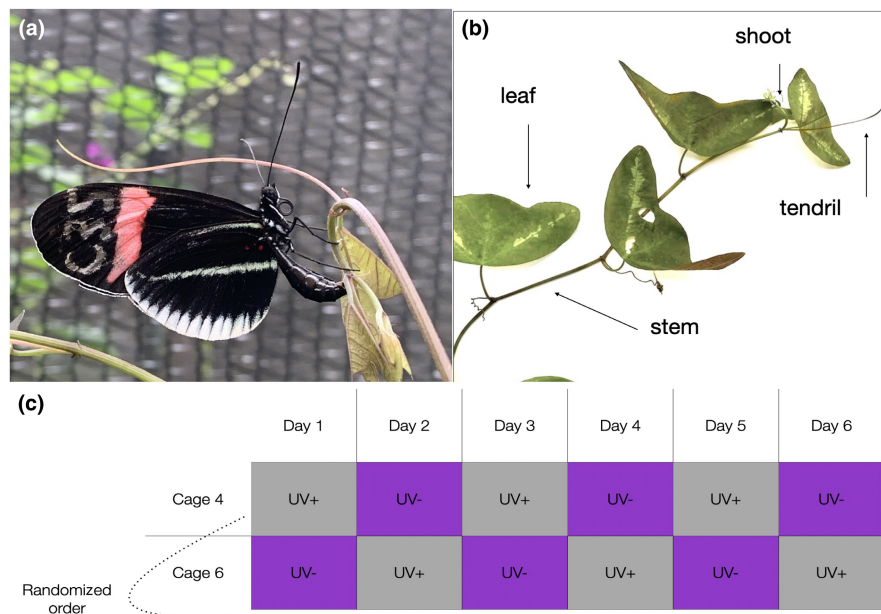 (a)
(b)
shoot
leaf
tendril
stem
(c)
Day 1 Day 2 Day 3 Day 4 Day 5 Day 6
Cage 4 UV+ UV- UV+ UV- UV+ UV-
Cage 6 UV- UV+ UV- UV+ UV- UV+
Randomized
order